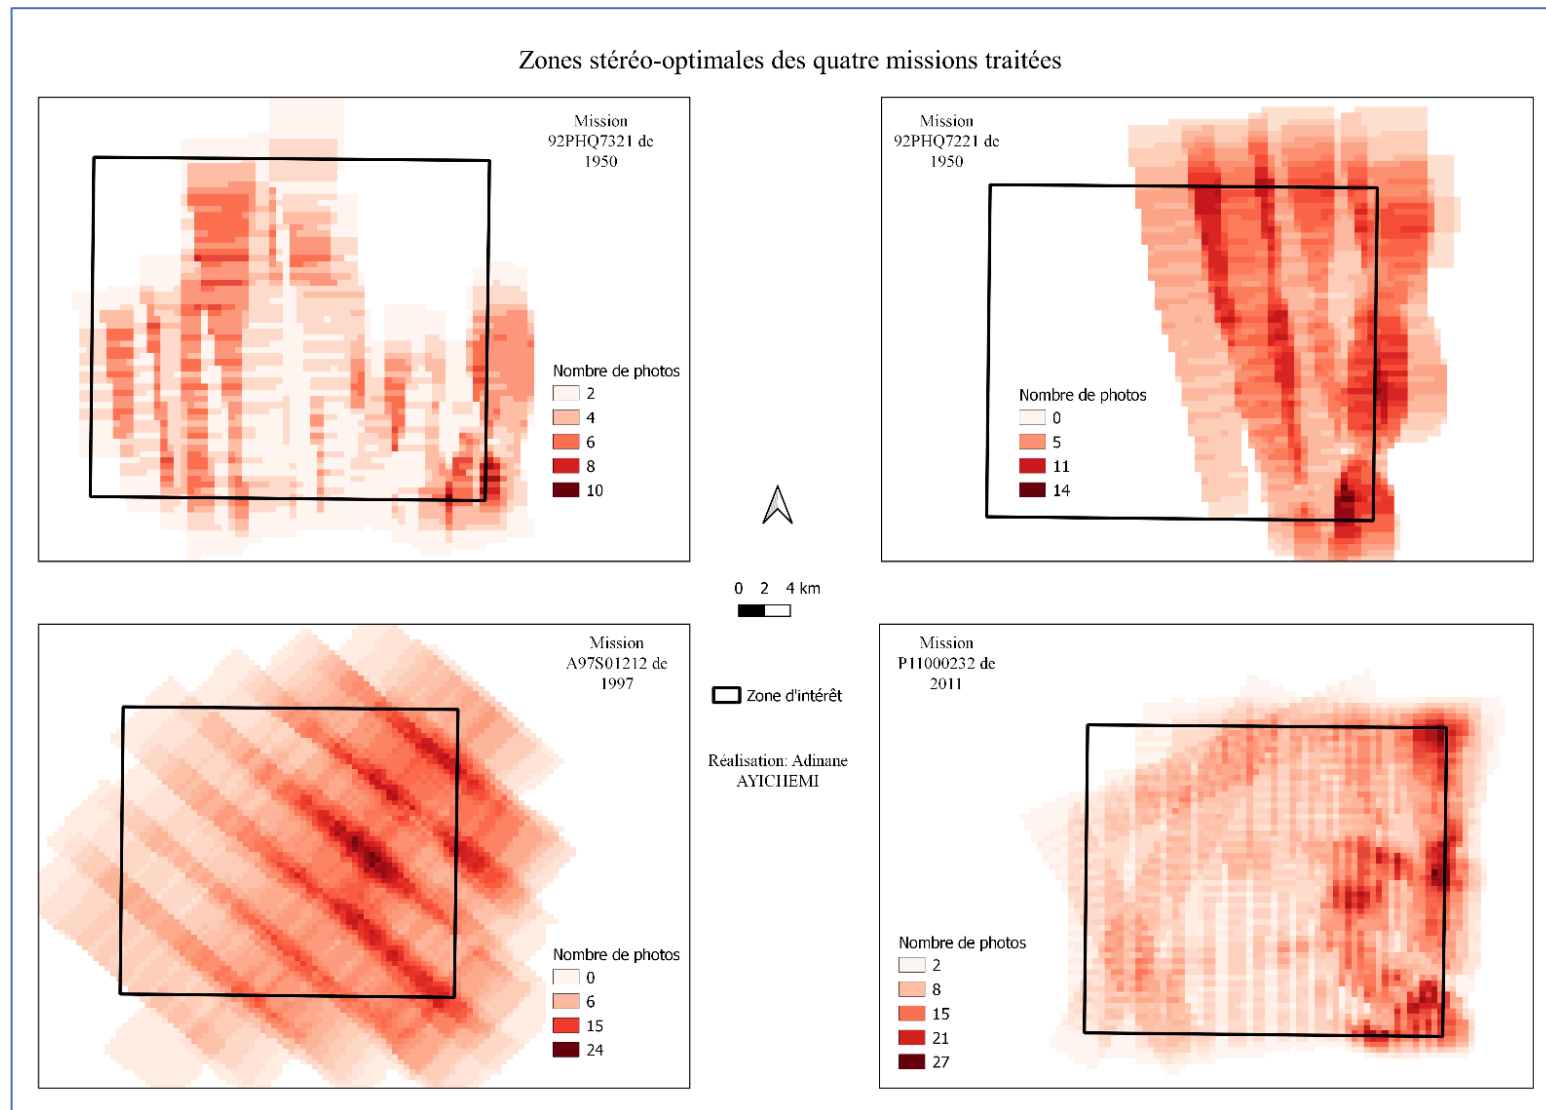 Zones stéréo-optimales des quatre missions traitées
Mission
92PHQ7321 de
1950
Nombre de photos
2
4
6
8
10
Mission
92PHQ7221 de
1950
Nombre de photos
0
5
11
14
0 2 4 km
Zone d'intérêt
Réalisation: Adinane
AYICHEMI
Mission
A97S01212 de
1997
Nombre de photos
0
6
15
24
Mission
P11000232 de
2011
Nombre de photos
2
8
15
21
27